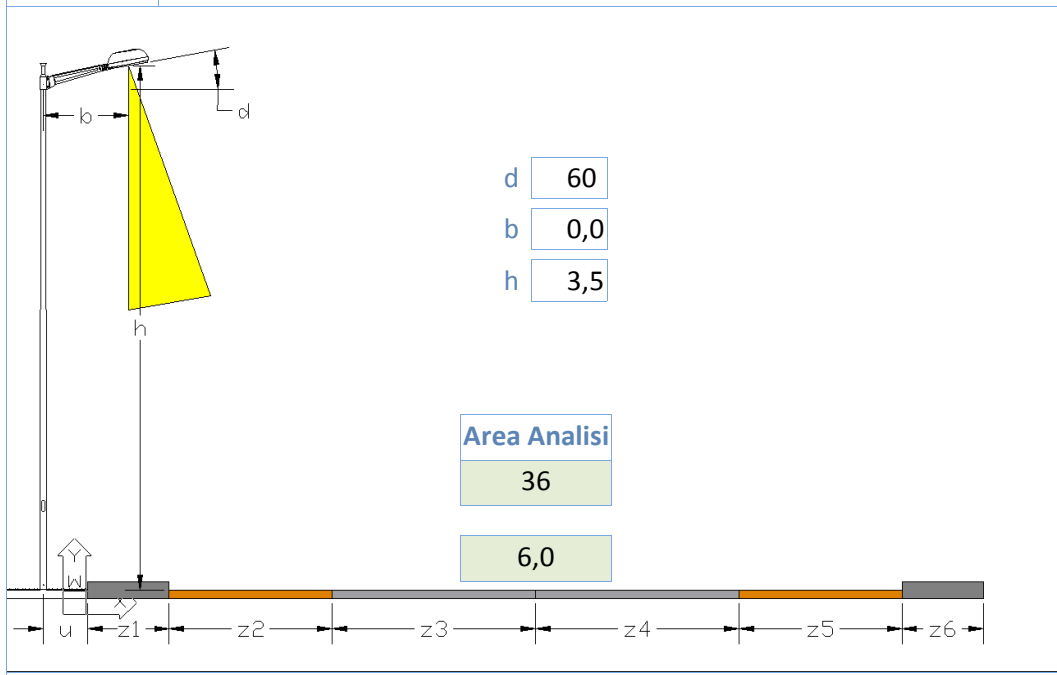 d
b
d 60
b 0,0
h 3,5
h
Area Analisi
36
6,0
Y
W
X
u z1 z2 z3 z4 z5 z6